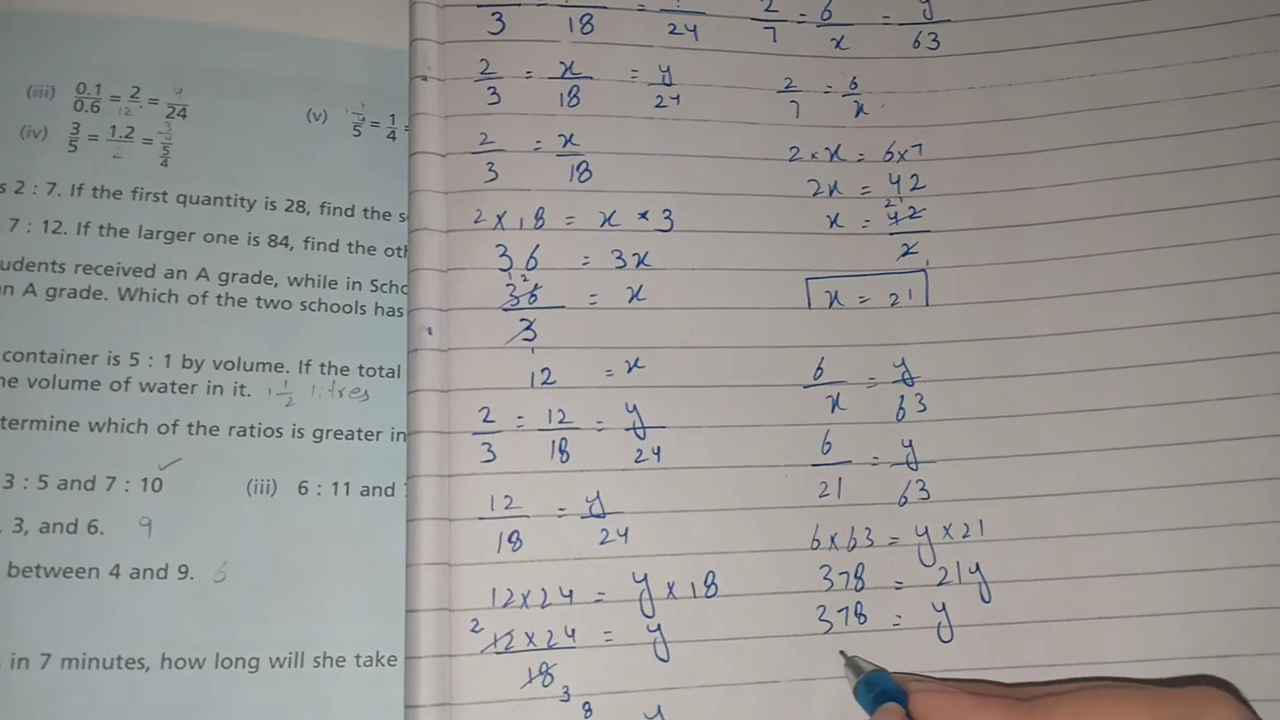 (iii) 0.1/0.6 = 2/12 = 4/24
(v) 1/4
(iv) 3/5 = 1.2/2 =
s 2 : 7. If the first quantity is 28, find the s
7 : 12. If the larger one is 84, find the oth
udents received an A grade, while in Scho
n A grade. Which of the two schools has
container is 5 : 1 by volume. If the total
ne volume of water in it. 1 1/2 litres
termine which of the ratios is greater in
3 : 5 and 7 : 10
(iii) 6 : 11 and
. 3, and 6. 9
between 4 and 9. 6
in 7 minutes, how long will she take
3 18 = 24
2/3 = x/18 = y/24
2/3 = x/18
2 × 18 = x × 3
36 = 3x
36/3 = x
12
1
12 = x
2/3 = 12/18 = y/24
12/18 = y/24
12 × 24 = y × 18
12 × 24/18 = y
2
3
8 y
2/7 = 6/x = y/63
2/7 = 6/x
2 × x = 6×7
2x = 42
x = 42/2
21
1
x = 21
6/x = y/63
6/21 = y/63
6 × 63 = y × 21
378 = 21y
378 = y